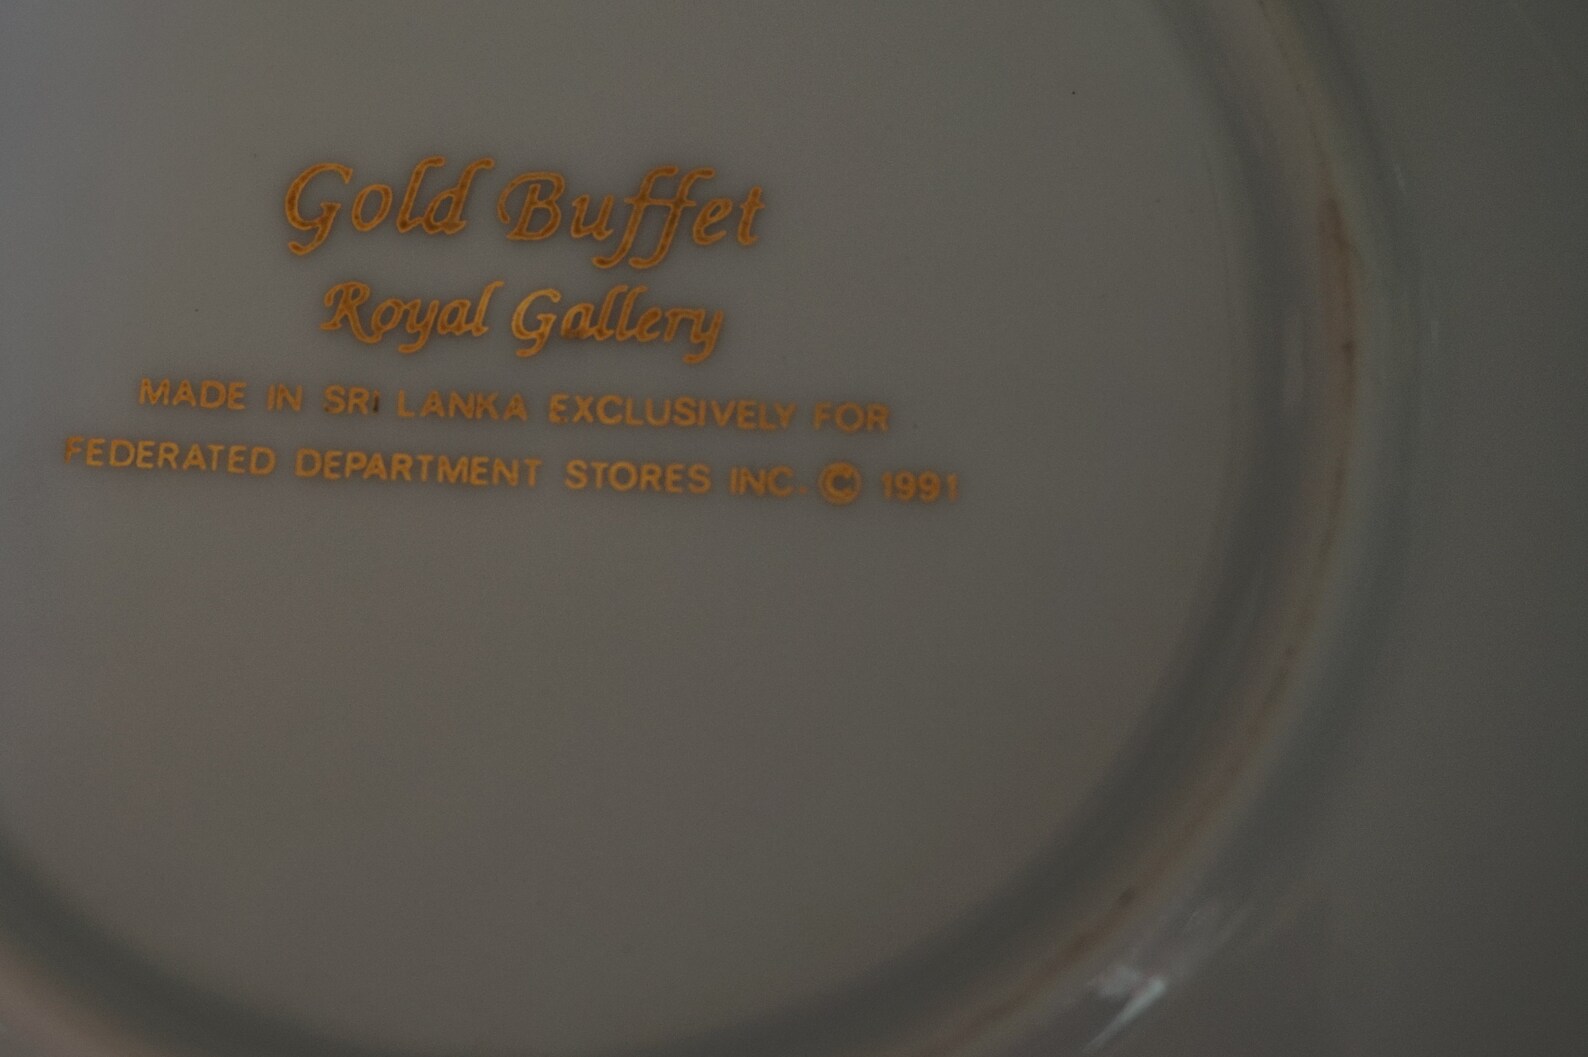 Gold Buffet
Royal Gallery
MADE IN SRI LANKA EXCLUSIVELY FOR
FEDERATED DEPARTMENT STORES INC. © 1991